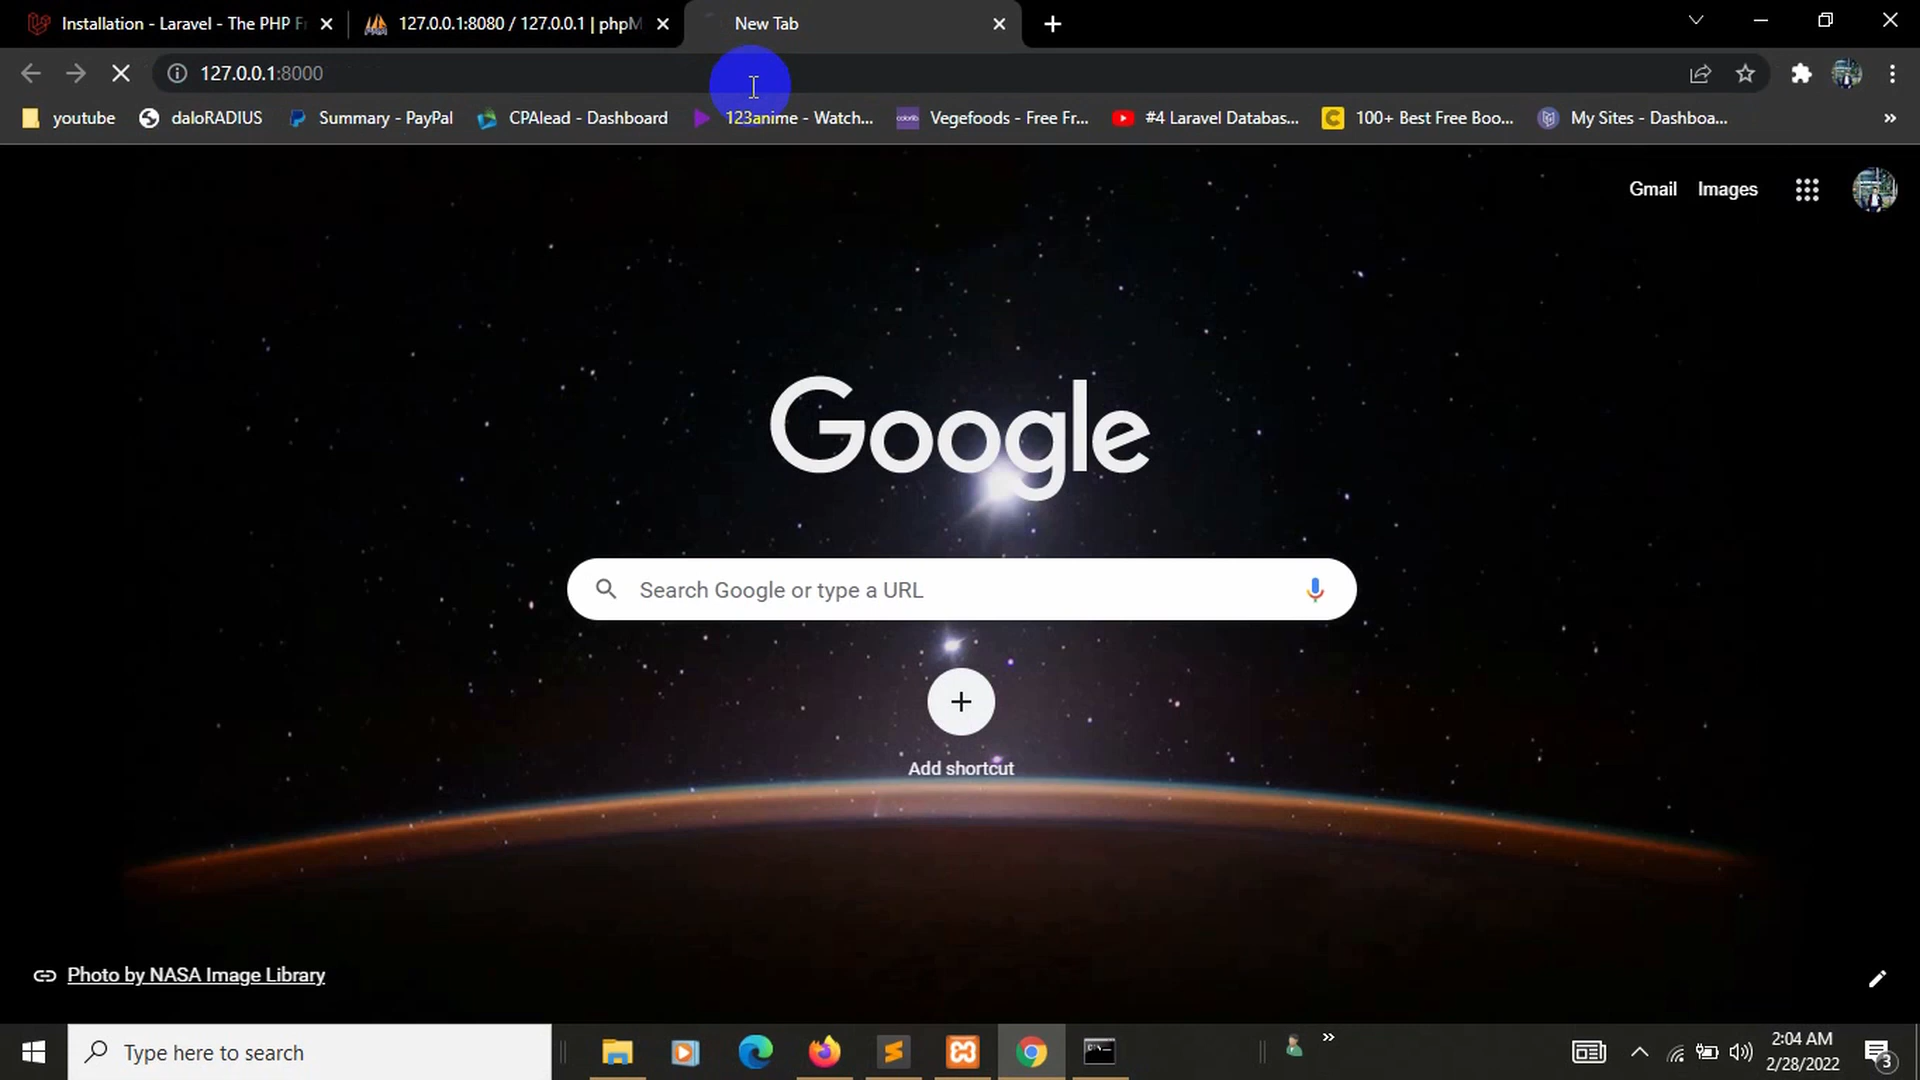 Installation - Laravel - The PHP Fr
127.0.0.1:8080 / 127.0.0.1 | phpM
New Tab
127.0.0.1:8000
youtube
daloRADIUS
Summary - PayPal
CPAlead - Dashboard
123anime - Watch...
Vegefoods - Free Fr...
#4 Laravel Databas...
100+ Best Free Boo...
My Sites - Dashboa...
Gmail
Images
Google
Search Google or type a URL
Add shortcut
Photo by NASA Image Library
Type here to search
2:04 AM
2/28/2022
3